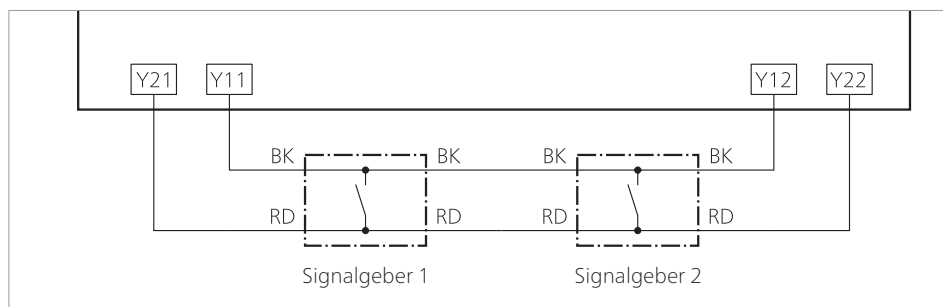 Y21 Y11 Y12 Y22
BK BK BK BK
RD RD RD RD
Signalgeber 1 Signalgeber 2